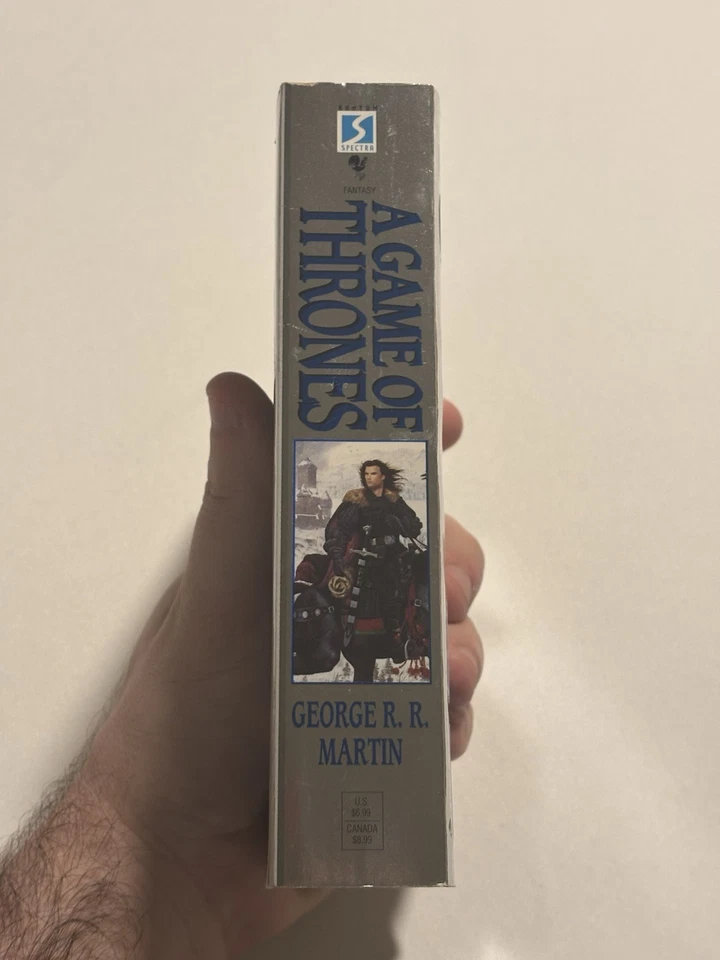 BANTAM
SPECTRA
FANTASY
A GAME OF
THRONES
GEORGE R. R.
MARTIN
U.S.
$6.99
CANADA
$8.99